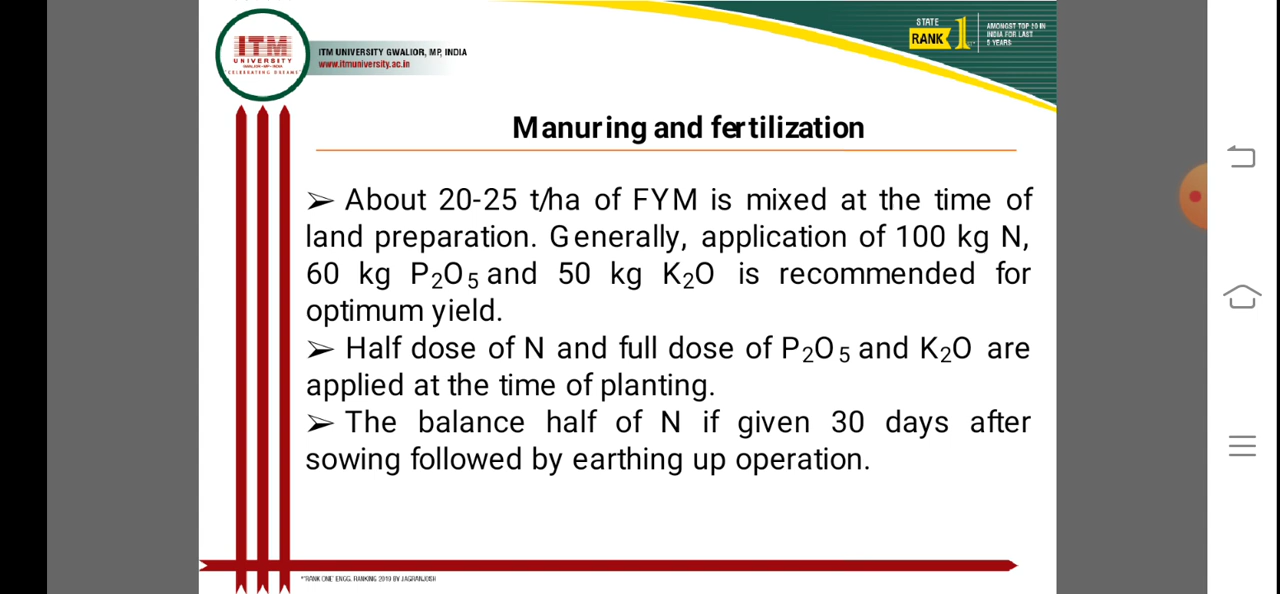 ITM
UNIVERSITY
GWALIOR • MP • INDIA
"CELEBRATING DREAMS"
ITM UNIVERSITY GWALIOR, MP, INDIA
www.itmuniversity.ac.in
STATE
RANK 1
AMONGST TOP 10 IN
INDIA FOR LAST
5 YEARS
Manuring and fertilization
➢ About 20-25 t/ha of FYM is mixed at the time of
land preparation. Generally, application of 100 kg N,
60 kg P₂O₅ and 50 kg K₂O is recommended for
optimum yield.
➢ Half dose of N and full dose of P₂O₅ and K₂O are
applied at the time of planting.
➢ The balance half of N if given 30 days after
sowing followed by earthing up operation.
*"RANK ONE" ENGG. RANKING 2019 BY JAGRANJOSH